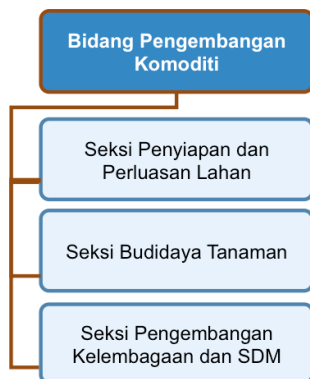 Bidang Pengembangan
Komoditi
Seksi Penyiapan dan
Perluasan Lahan
Seksi Budidaya Tanaman
Seksi Pengembangan
Kelembagaan dan SDM